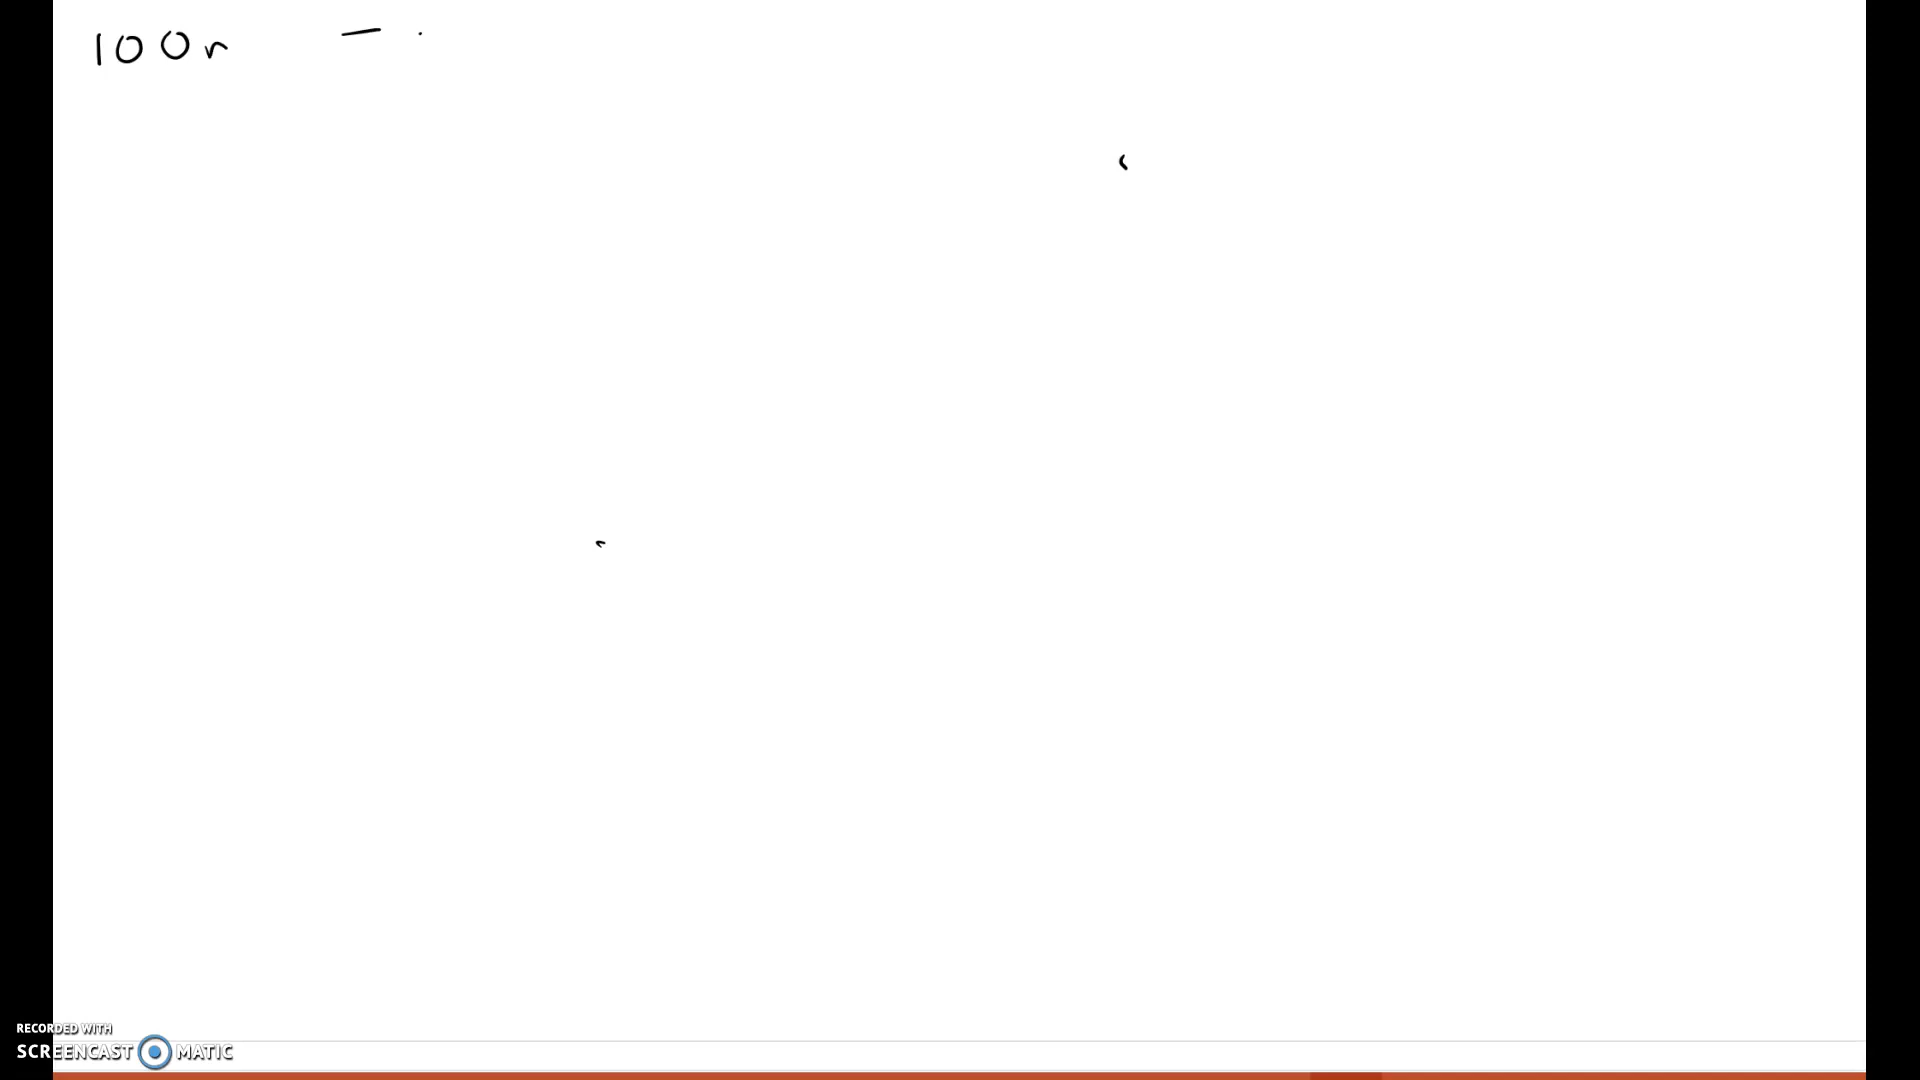 100r —
RECORDED WITH
SCREENCAST MATIC